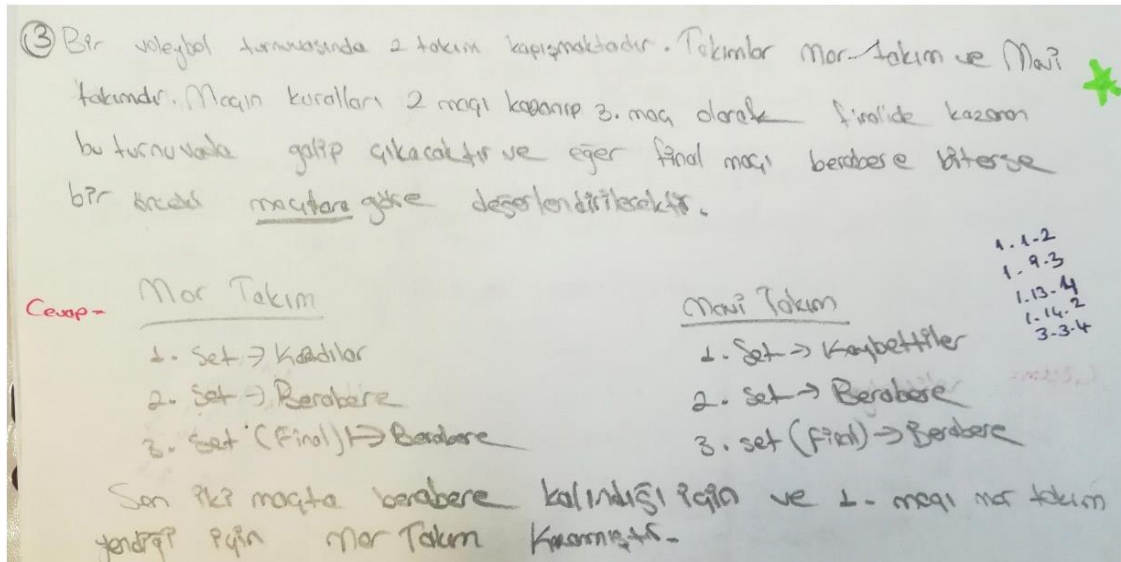 3 Bir voleybol turnuvasında 2 takım kapışmaktadır. Takımlar Mor takım ve Mavi
takımdır. Maçın kuralları 2 maçı kazanıp 3. maç olarak finalide kazanan
bu turnuvada galip çıkacaktır ve eğer final maçı berabere biterse
bir önceki maçlara göre değerlendirilecektir.
1.1-2
1.9.3
1.13.4
1.14.2
3-3-4
Cevap-
Mor Takım
1. Set → Kazandılar
2. Set → Berabere
3. Set (Final) → Berabere
Mavi Takım
1. Set → Kaybettiler
2. Set → Berabere
3. set (final) → Berabere
Son iki maçta berabere kalındığı için ve 1. maçı mor takım
yendiği için Mor Takım Kazanmıştır.